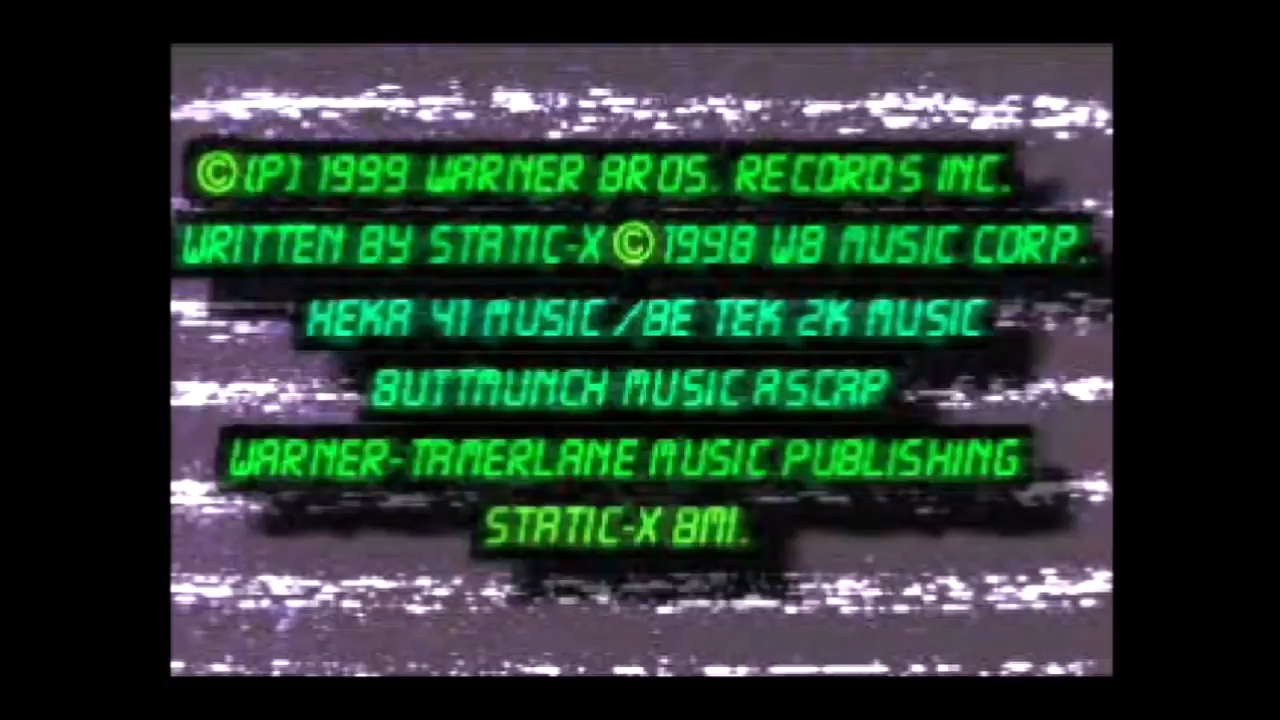 ©(P) 1999 WARNER BROS. RECORDS INC.
WRITTEN BY STATIC-X © 1998 WB MUSIC CORP.
HEKA 41 MUSIC /BE TEK 2K MUSIC
BUTTMUNCH MUSIC ASCAP
WARNER-TAMERLANE MUSIC PUBLISHING
STATIC-X BMI.